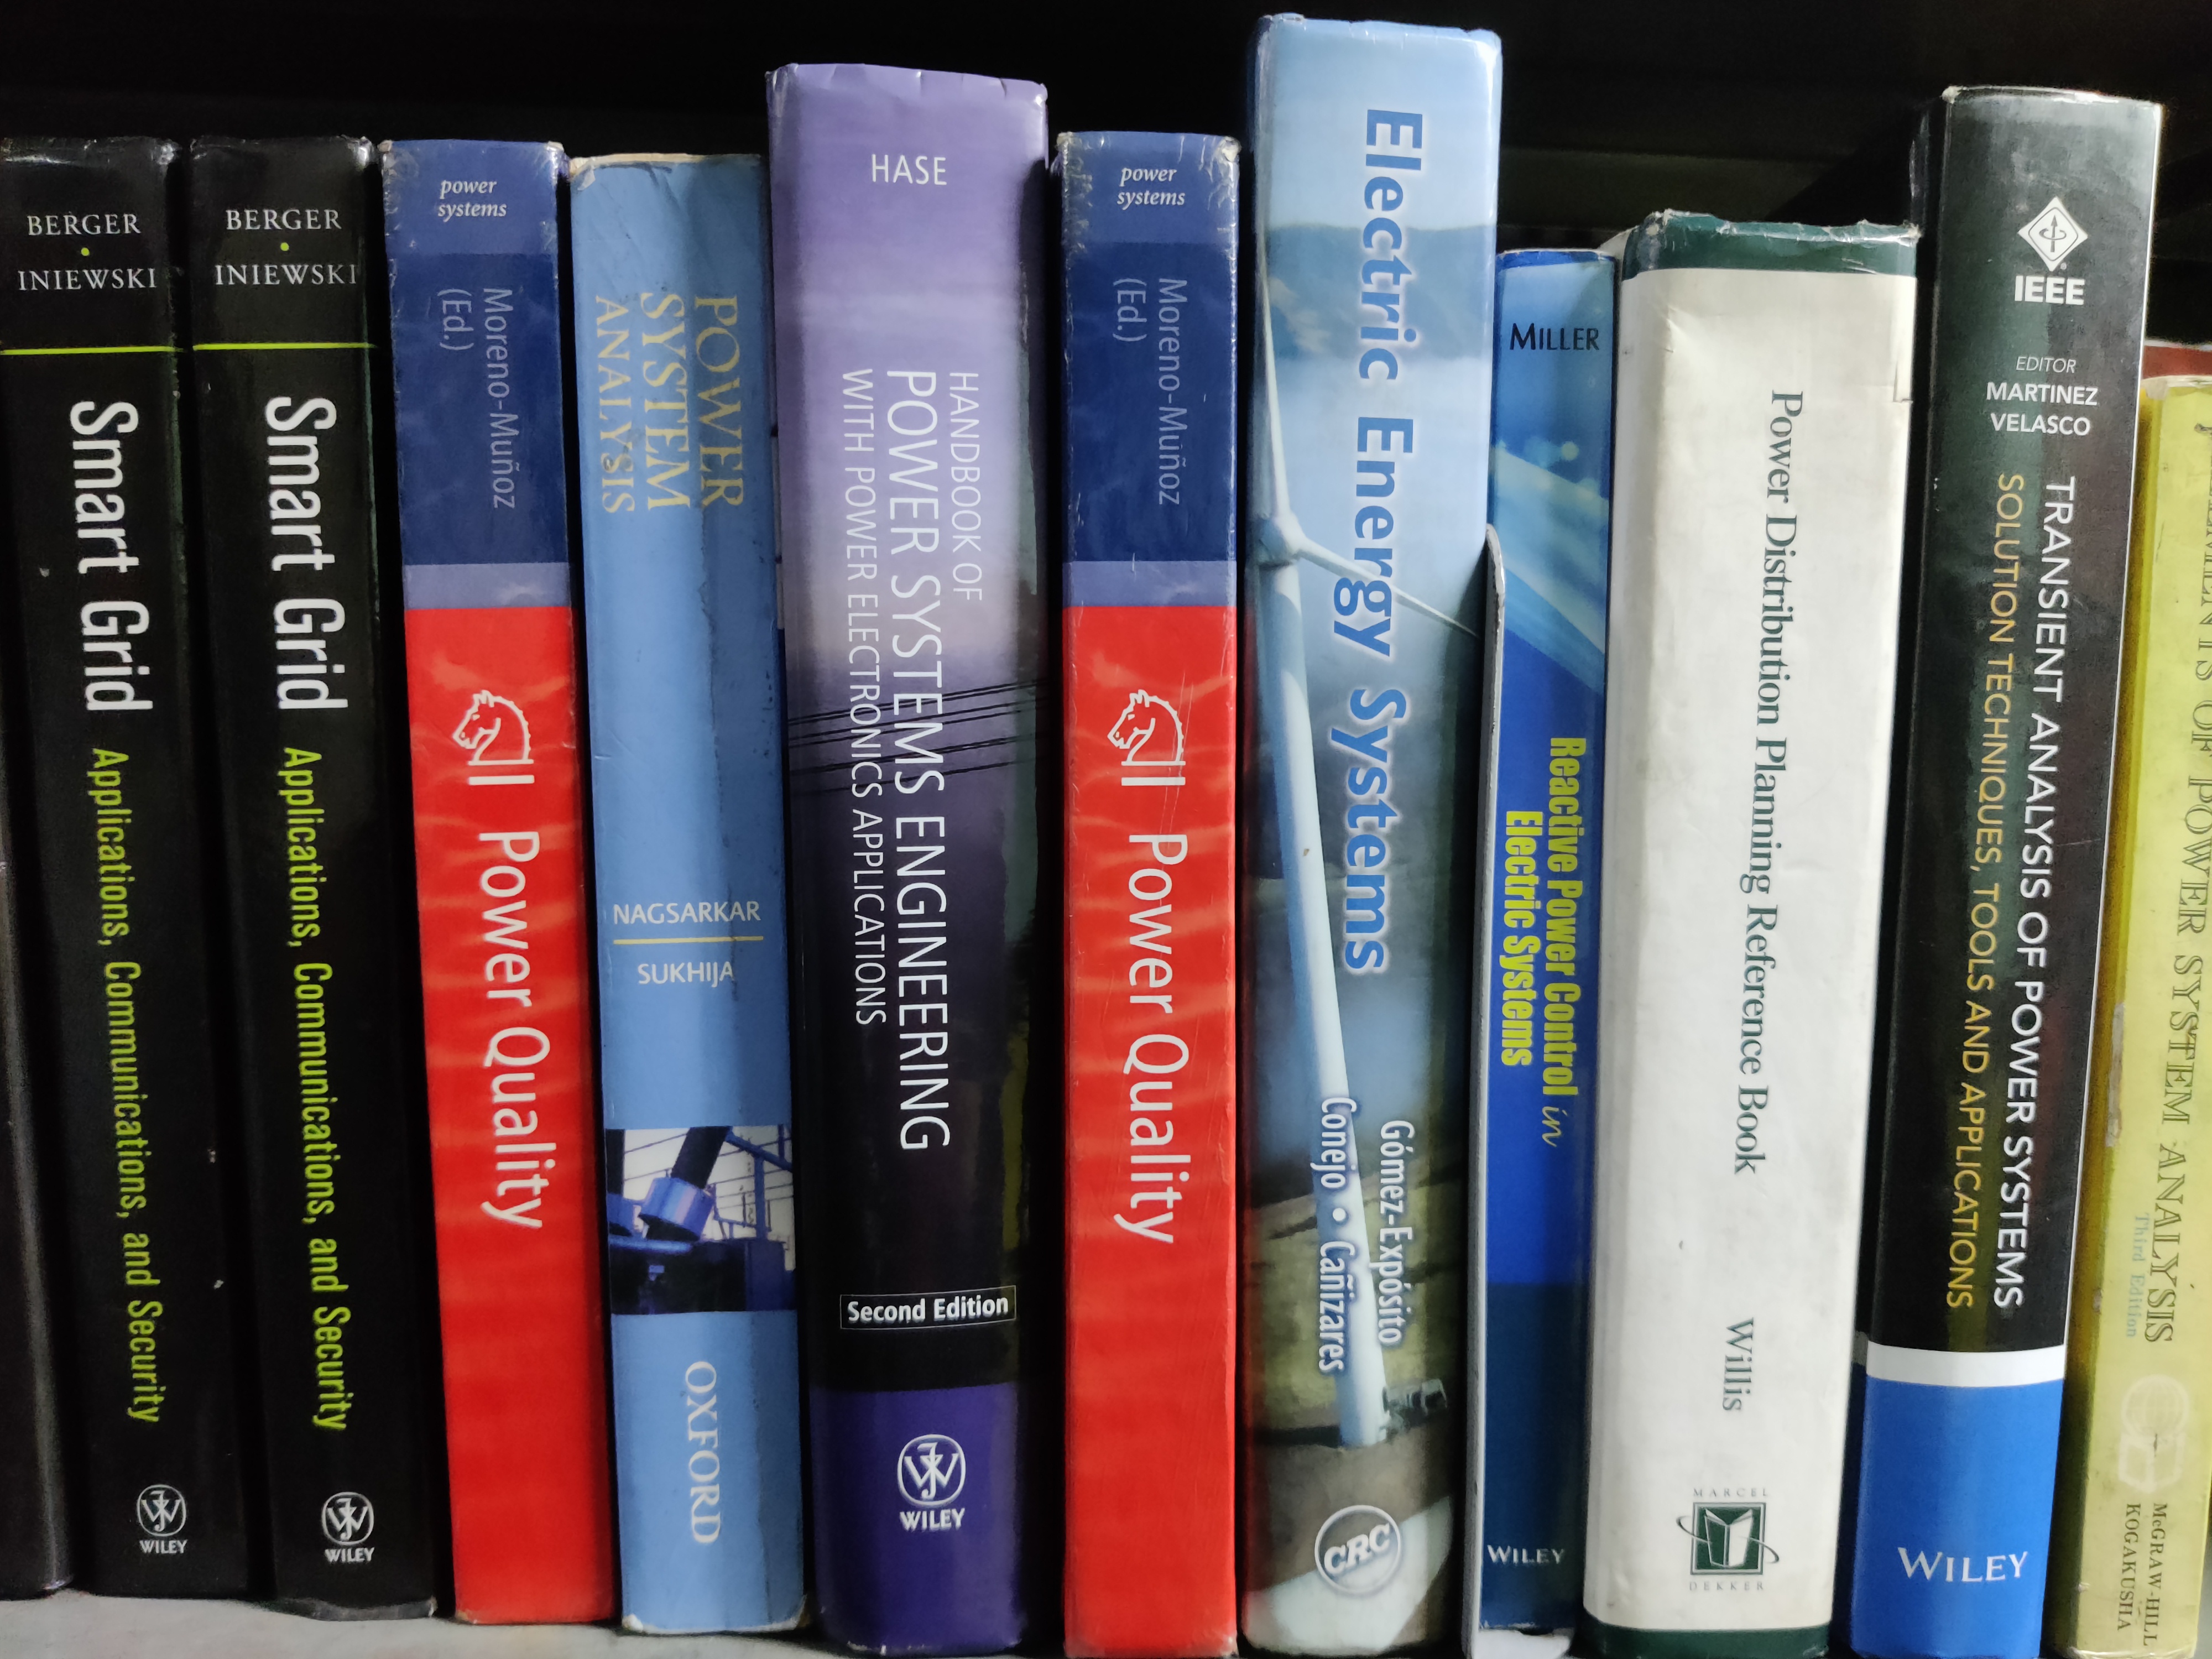 BERGER
•
INIEWSKI
Smart Grid
Applications, Communications, and Security
WILEY
BERGER
•
INIEWSKI
Smart Grid
Applications, Communications, and Security
WILEY
power
systems
Moreno-Muñoz
(Ed.)
Power Quality
POWER
SYSTEM
ANALYSIS
NAGSARKAR
SUKHIJA
OXFORD
HASE
HANDBOOK OF
POWER SYSTEMS ENGINEERING
WITH POWER ELECTRONICS APPLICATIONS
Second Edition
WILEY
power
systems
Moreno-Muñoz
(Ed.)
Power Quality
Electric Energy Systems
Gómez-Expósito
Conejo • Cañizares
CRC
MILLER
Reactive Power Control in
Electric Systems
WILEY
Power Distribution Planning Reference Book
Willis
MARCEL
DEKKER
IEEE
EDITOR
MARTINEZ
VELASCO
TRANSIENT ANALYSIS OF POWER SYSTEMS
SOLUTION TECHNIQUES, TOOLS AND APPLICATIONS
WILEY
OF POWER SYSTEM ANALYSIS
Third Edition
McGRAW-HILL
KOGAKUSHA